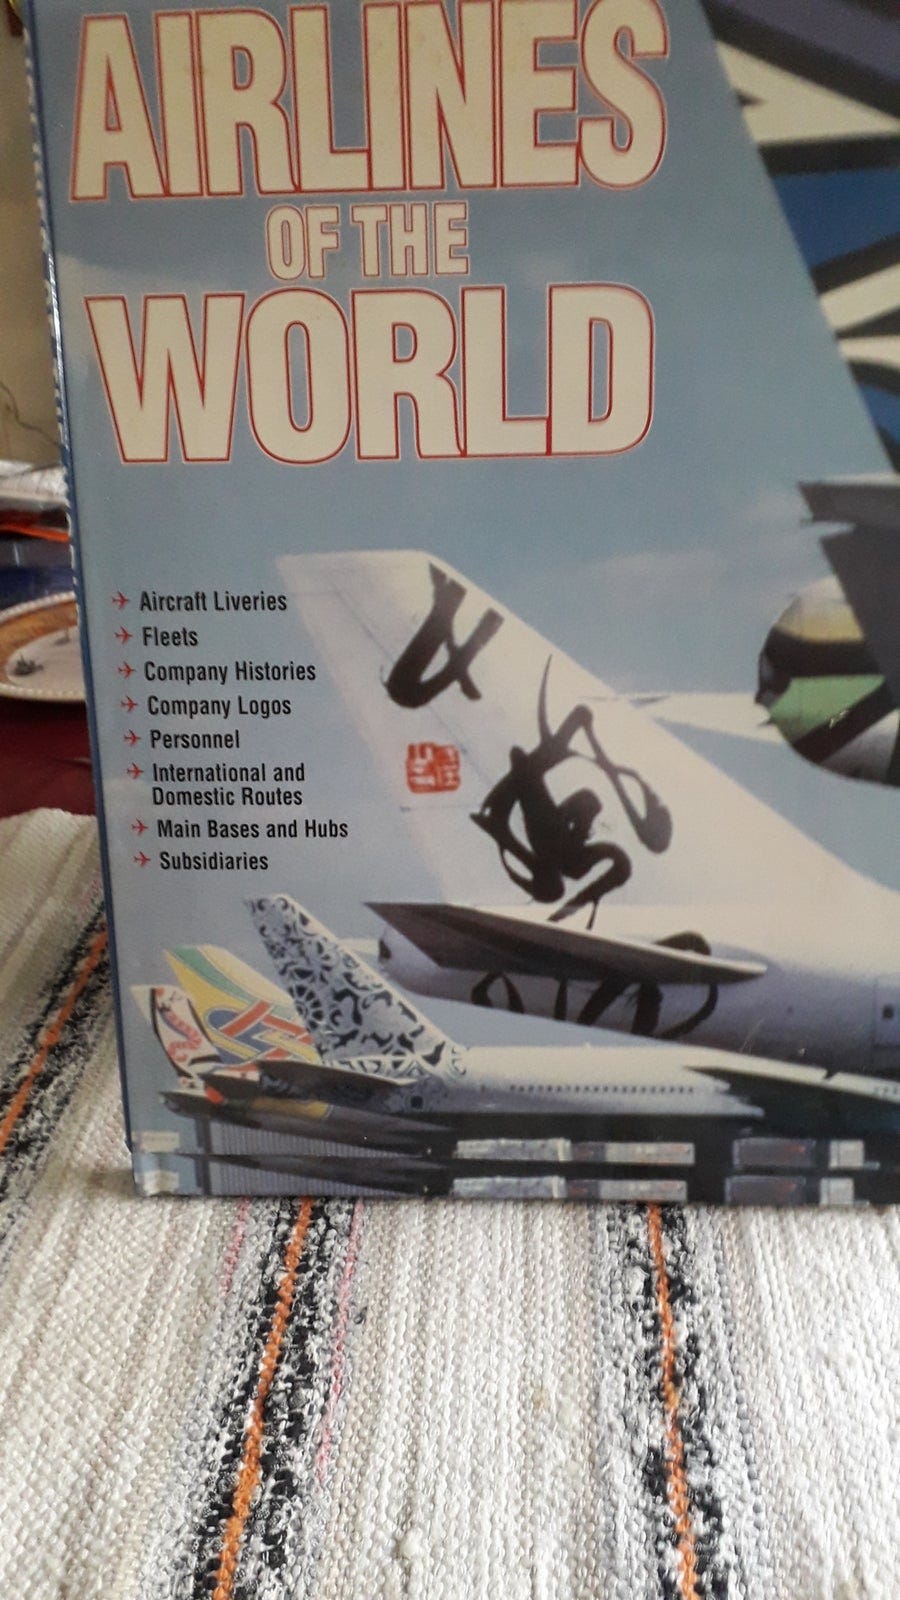 AIRLINES
OF THE
WORLD
Aircraft Liveries
Fleets
Company Histories
Company Logos
Personnel
International and
Domestic Routes
Main Bases and Hubs
Subsidiaries